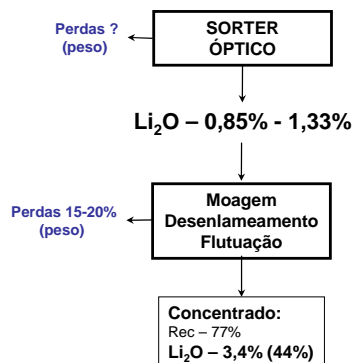 Perdas ?
(peso)
SORTER
ÓPTICO
Li₂O – 0,85% - 1,33%
Perdas 15-20%
(peso)
Moagem
Desenlameamento
Flutuação
Concentrado:
Rec – 77%
Li₂O – 3,4% (44%)